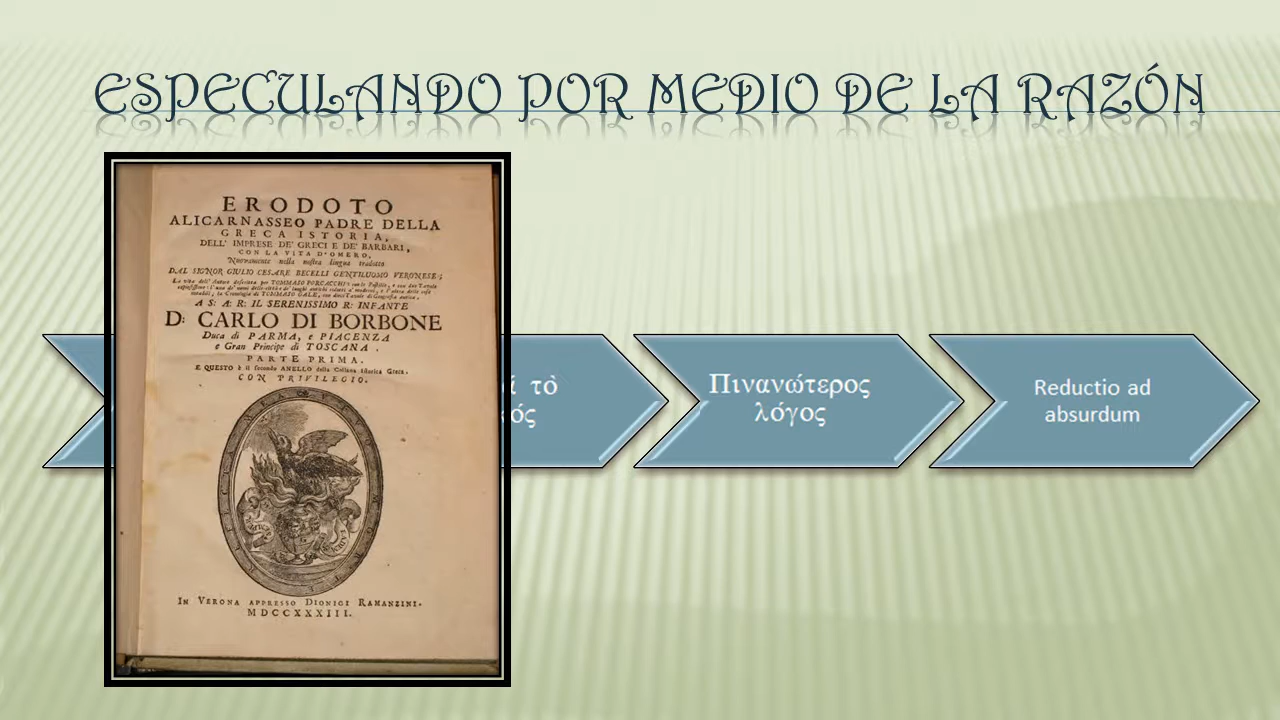 ESPECULANDO POR MEDIO DE LA RAZÓN
ERODOTO
ALICARNASSEO PADRE DELLA
GRECA ISTORIA,
DELL' IMPRESE DE' GRECI E DE' BARBARI,
CON LA VITA D'OMERO,
Nuovamente nella nostra lingua tradotto
DAL SIGNOR GIULIO CESARE BECELLI GENTILUOMO VERONESE;
A S: A: R: IL SERENISSIMO R: INFANTE
D: CARLO DI BORBONE
Duca di PARMA, e PIACENZA
e Gran Principe di TOSCANA.
PARTE PRIMA.
E QUESTO è il secondo ANELLO della Collana Istorica Greca.
CON PRIVILEGIO.
IN VERONA APPRESSO DIONIGI RAMANZINI.
MDCCXXXIII.
ά τὸ
ός
Πινανώτερος
λόγος
Reductio ad
absurdum